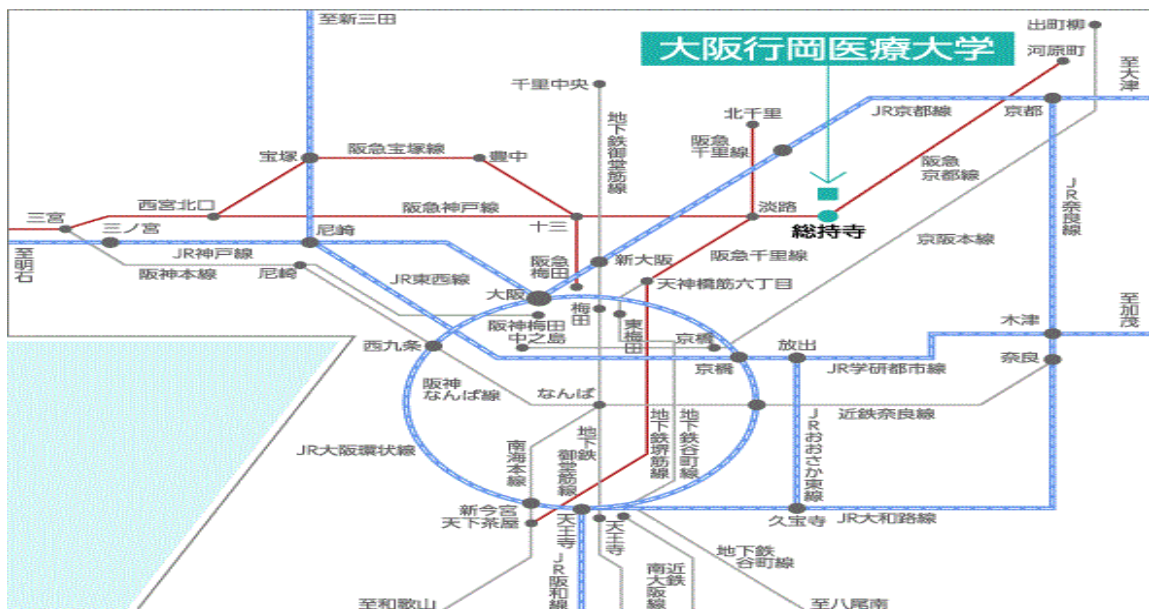 至新三田
出町柳
大阪行岡医療大学
河原町
至大津
千里中央
北千里
JR京都線
京都
地下鉄御堂筋線
阪急千里線
宝塚
阪急宝塚線
豊中
阪急京都線
JR奈良線
西宮北口
阪急神戸線
十三
淡路
総持寺
三宮
三ノ宮
尼崎
京阪本線
至明石
JR神戸線
阪神本線
尼崎
JR東西線
阪急梅田
新大阪
阪急千里線
天神橋筋六丁目
大阪
梅田
東梅田
阪神梅田
中之島
京橋
至加茂
木津
西九条
京橋
放出
奈良
JR学研都市線
阪神なんば線
なんば
近鉄奈良線
JR大阪環状線
南海本線
地下鉄御堂筋線
地下鉄堺筋線
地下鉄谷町線
JRおおさか東線
新今宮
天下茶屋
天王寺
天王寺
久宝寺
JR大和路線
JR阪和線
地下鉄谷町線
近鉄
南大阪線
至和歌山
至八尾南